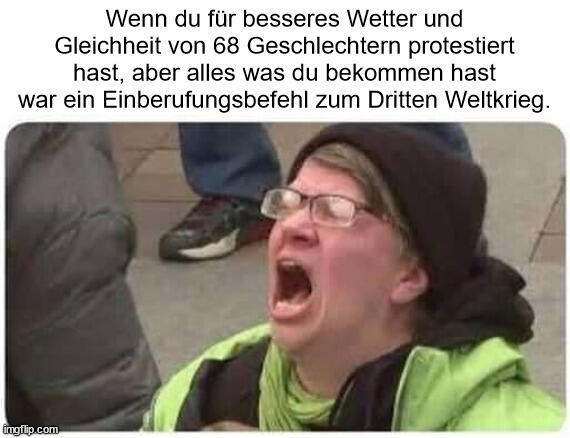 Wenn du für besseres Wetter und
Gleichheit von 68 Geschlechtern protestiert
hast, aber alles was du bekommen hast
war ein Einberufungsbefehl zum Dritten Weltkrieg.
imgflip.com